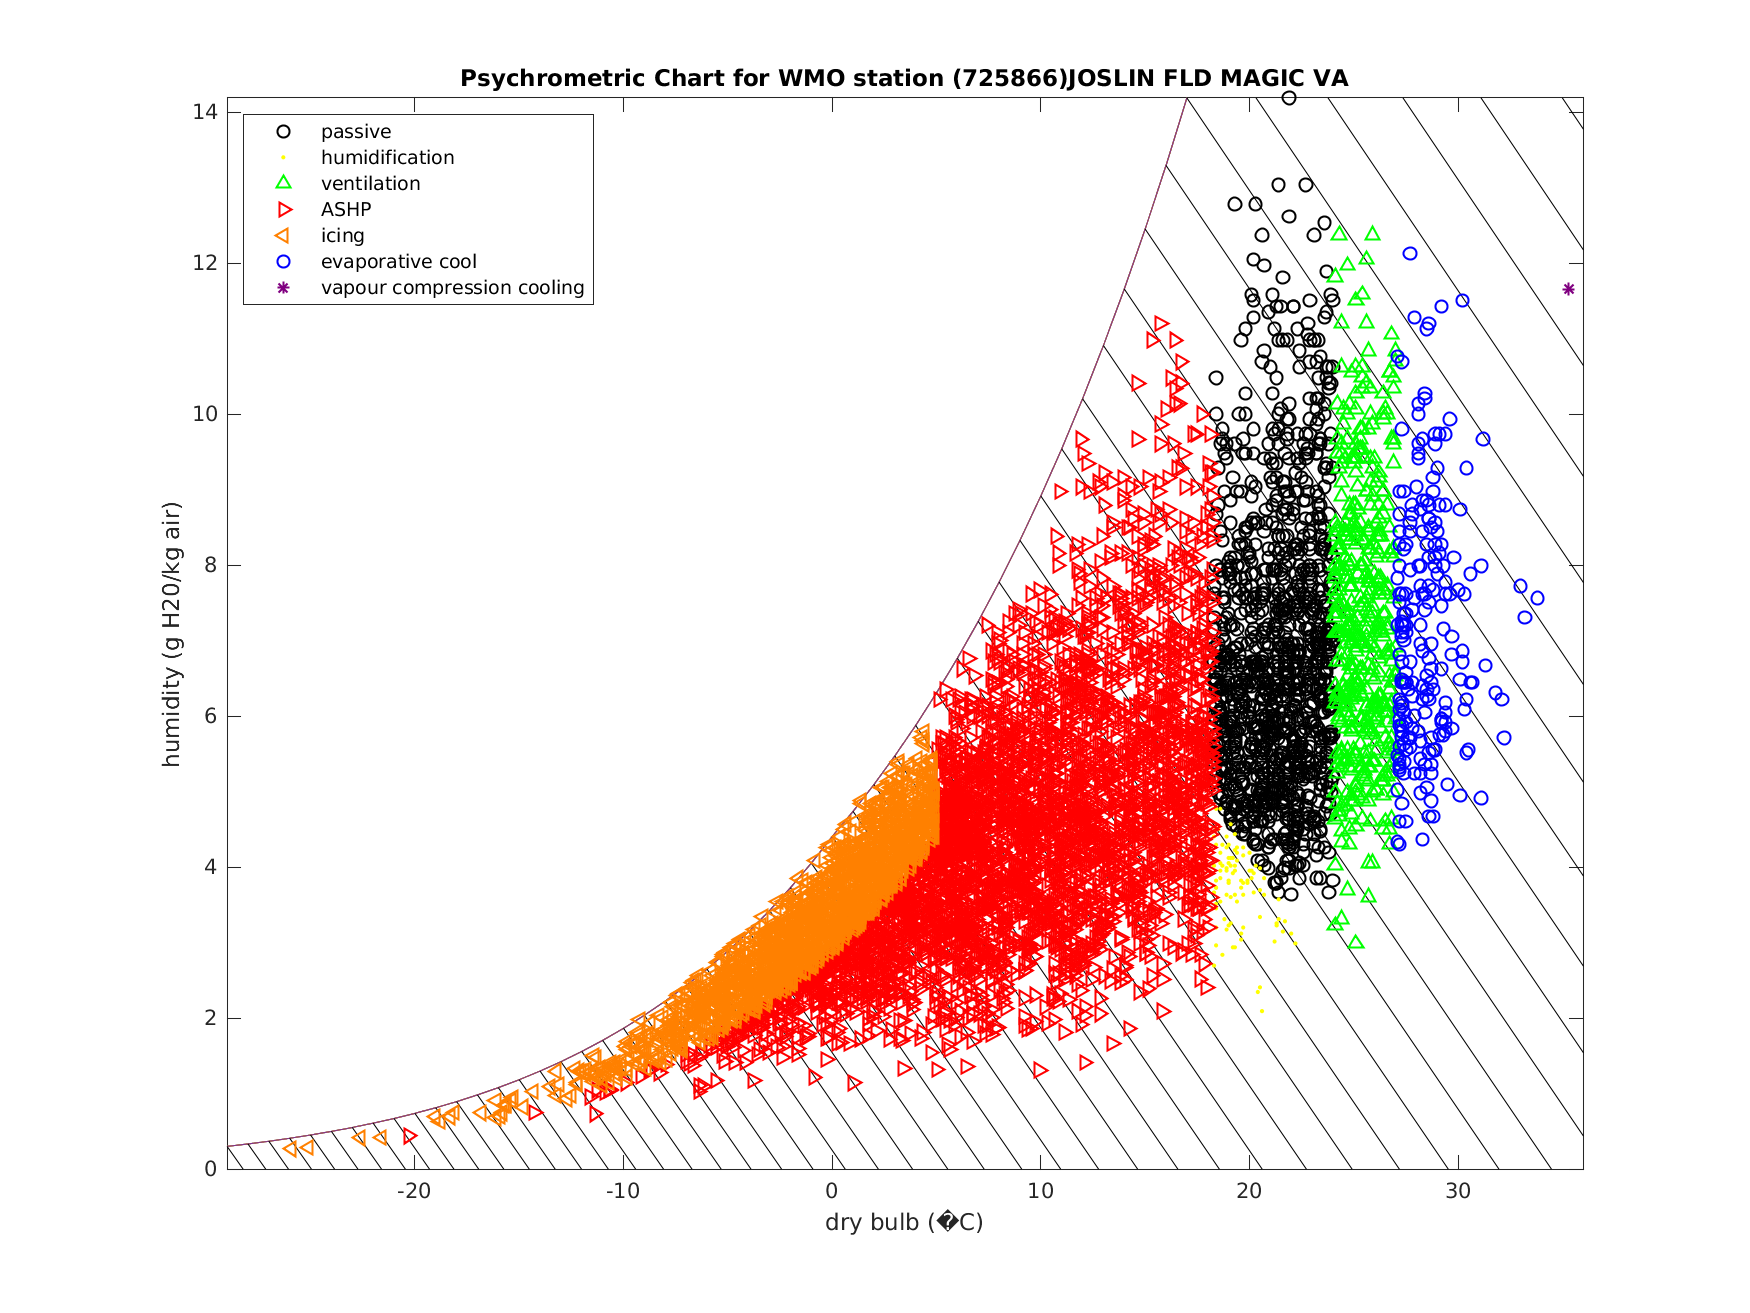 Psychrometric Chart for WMO station (725866)JOSLIN FLD MAGIC VA
14
12
10
8
6
4
2
0
humidity (g H20/kg air)
passive
humidification
ventilation
ASHP
icing
evaporative cool
vapour compression cooling
-20
-10
0
10
20
30
dry bulb (�C)